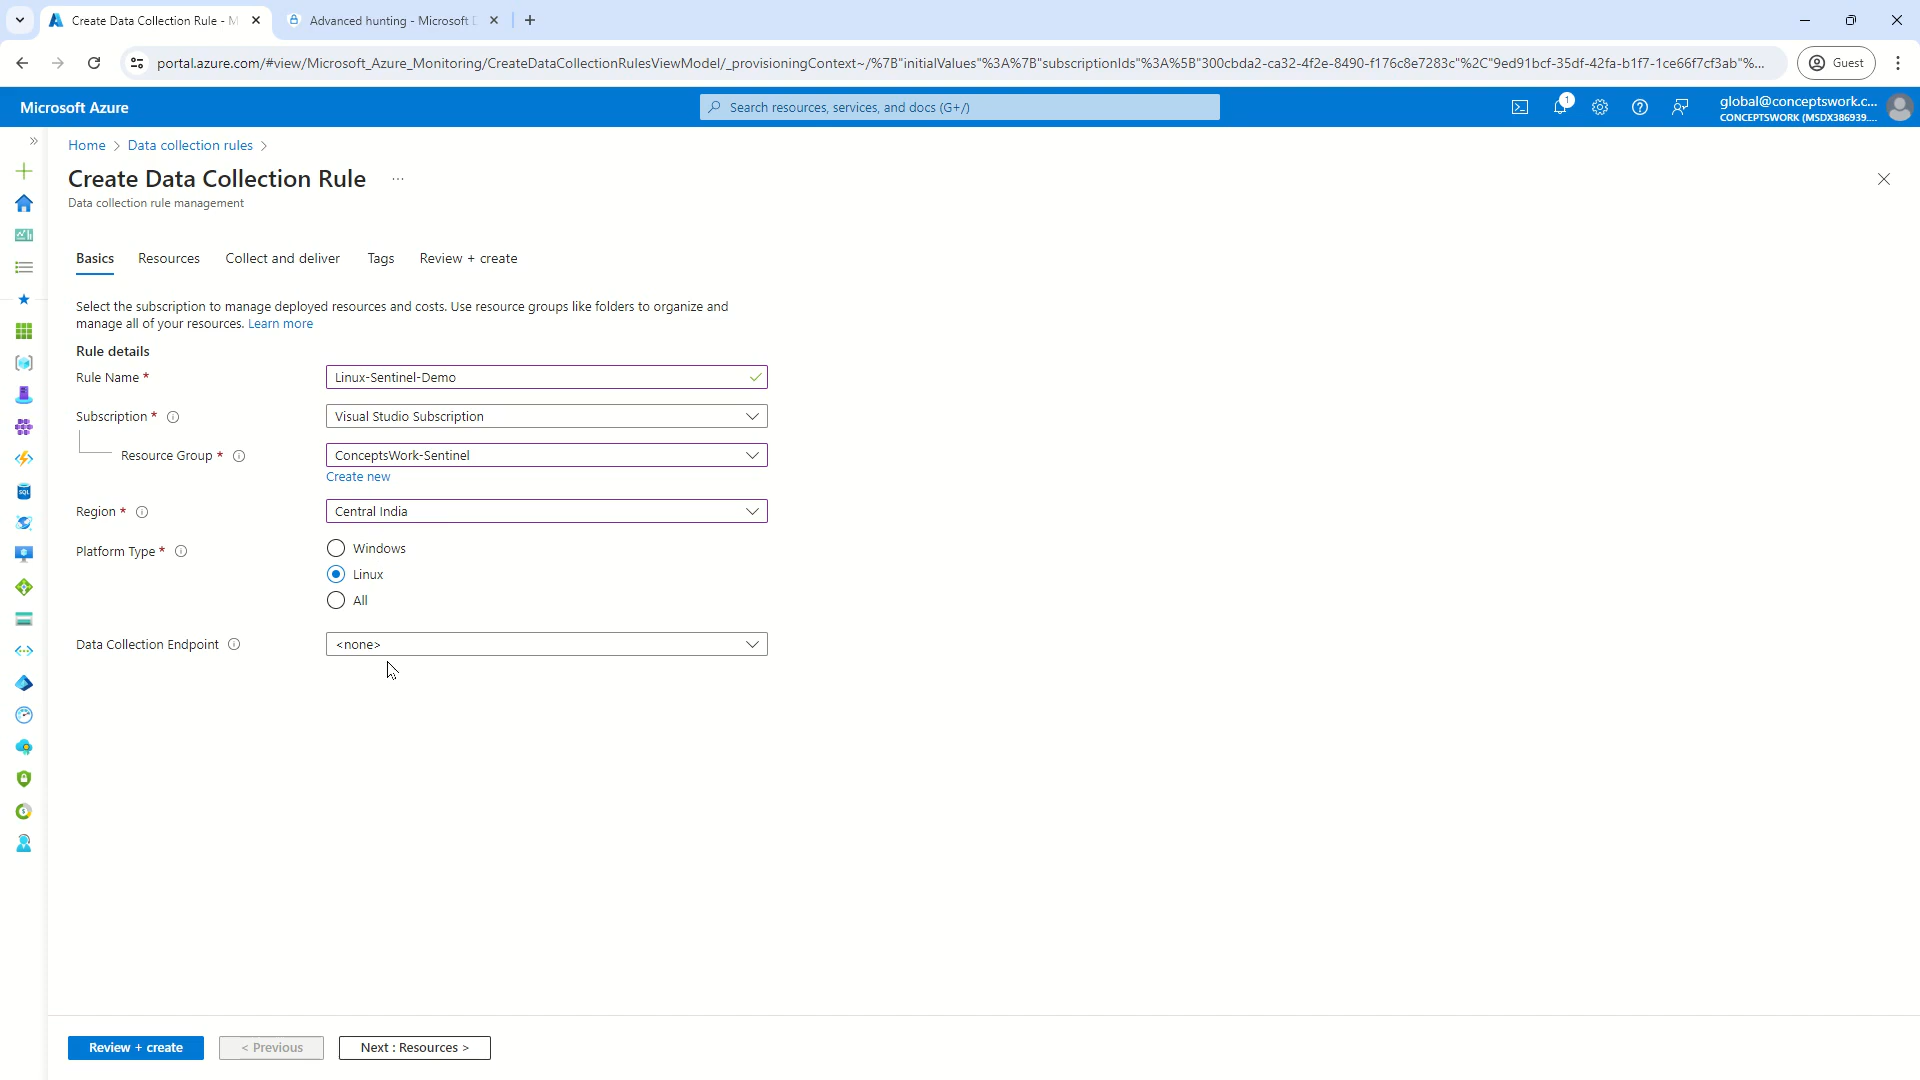 Create Data Collection Rule - M
Advanced hunting - Microsoft D
portal.azure.com/#view/Microsoft_Azure_Monitoring/CreateDataCollectionRulesViewModel/_provisioningContext~/%7B"initialValues"%3A%7B"subscriptionIds"%3A%5B"300cbda2-ca32-4f2e-8490-f176c8e7283c"%2C"9ed91bcf-35df-42fa-b1f7-1ce66f7cf3ab"%...
Guest
Microsoft Azure
Search resources, services, and docs (G+/)
1
global@conceptswork.c...
CONCEPTSWORK (MSDX386939....
Home > Data collection rules >
Create Data Collection Rule ...
Data collection rule management
Basics Resources Collect and deliver Tags Review + create
Select the subscription to manage deployed resources and costs. Use resource groups like folders to organize and
manage all of your resources. Learn more
Rule details
Rule Name * Linux-Sentinel-Demo
Subscription * Visual Studio Subscription
Resource Group * ConceptsWork-Sentinel
Create new
Region * Central India
Platform Type * Windows
Linux
All
Data Collection Endpoint <none>
Review + create < Previous Next : Resources >